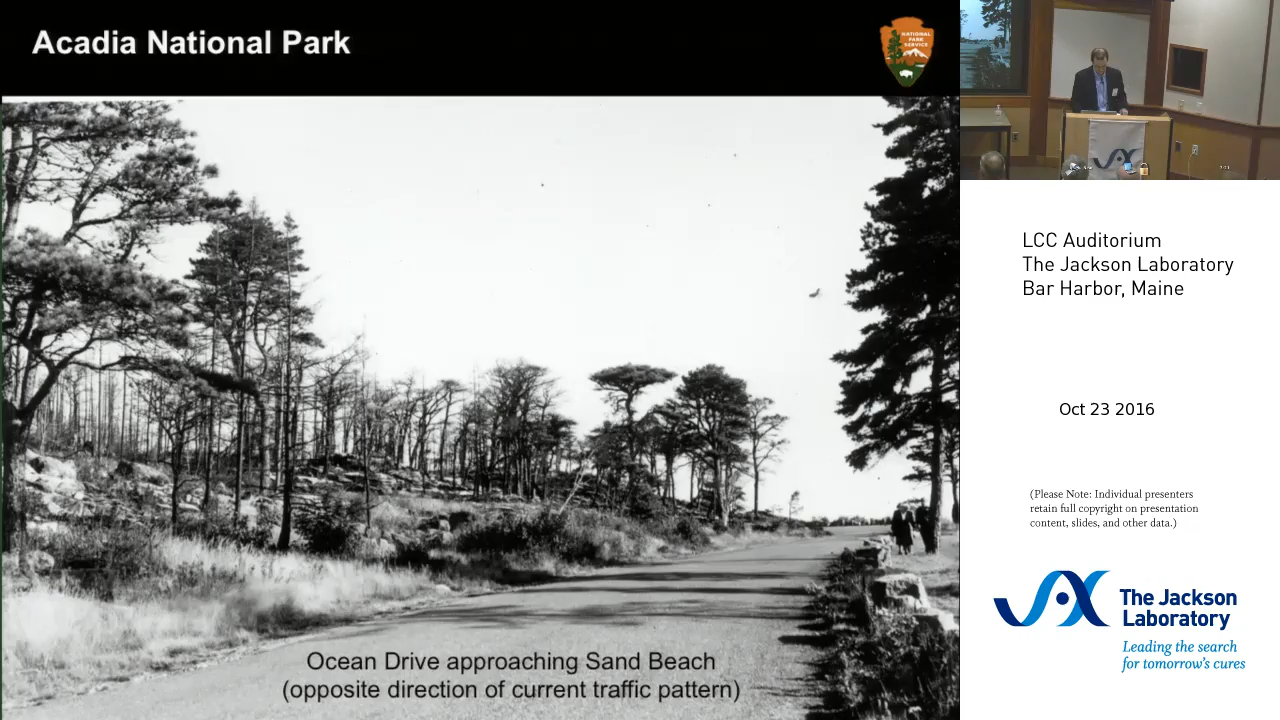 Acadia National Park
NATIONAL
PARK
SERVICE
Ocean Drive approaching Sand Beach
(opposite direction of current traffic pattern)
LCC Auditorium
The Jackson Laboratory
Bar Harbor, Maine
Oct 23 2016
(Please Note: Individual presenters
retain full copyright on presentation
content, slides, and other data.)
The Jackson
Laboratory
Leading the search
for tomorrow's cures